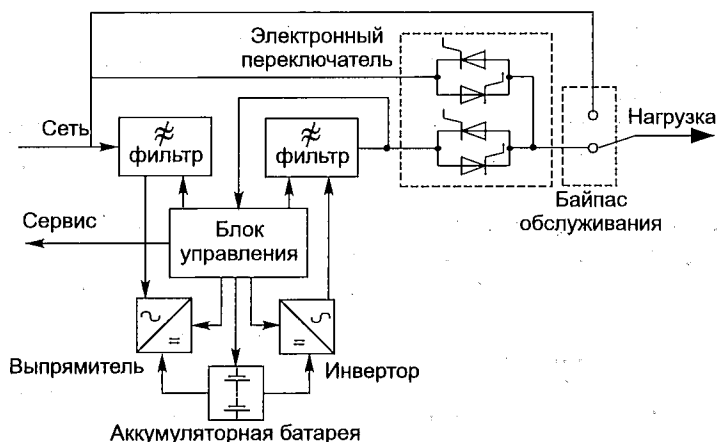 Электронный
переключатель
Сеть
фильтр
фильтр
Нагрузка
Сервис
Блок
управления
Байпас
обслуживания
Выпрямитель
Инвертор
Аккумуляторная батарея